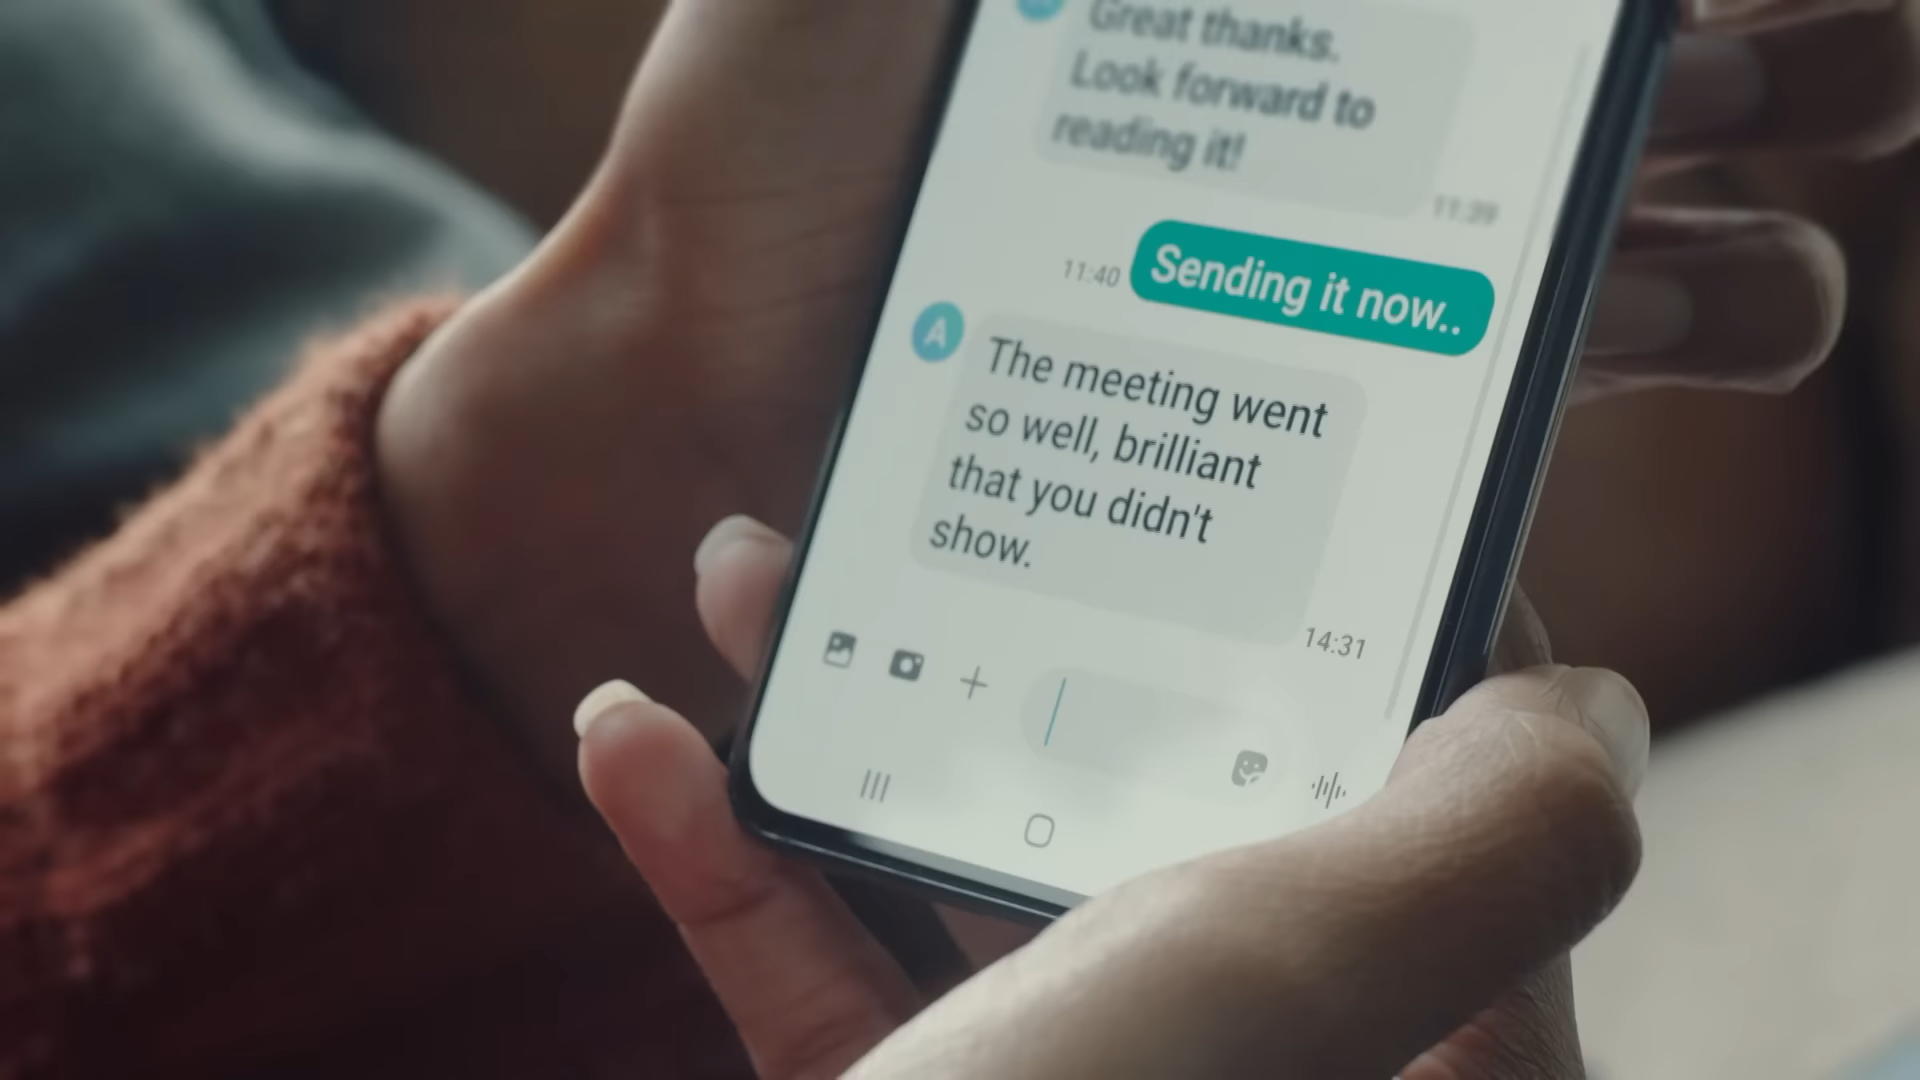 Great thanks.
Look forward to
reading it!
11:39
11:40
Sending it now..
A
The meeting went
so well, brilliant
that you didn't
show.
14:31